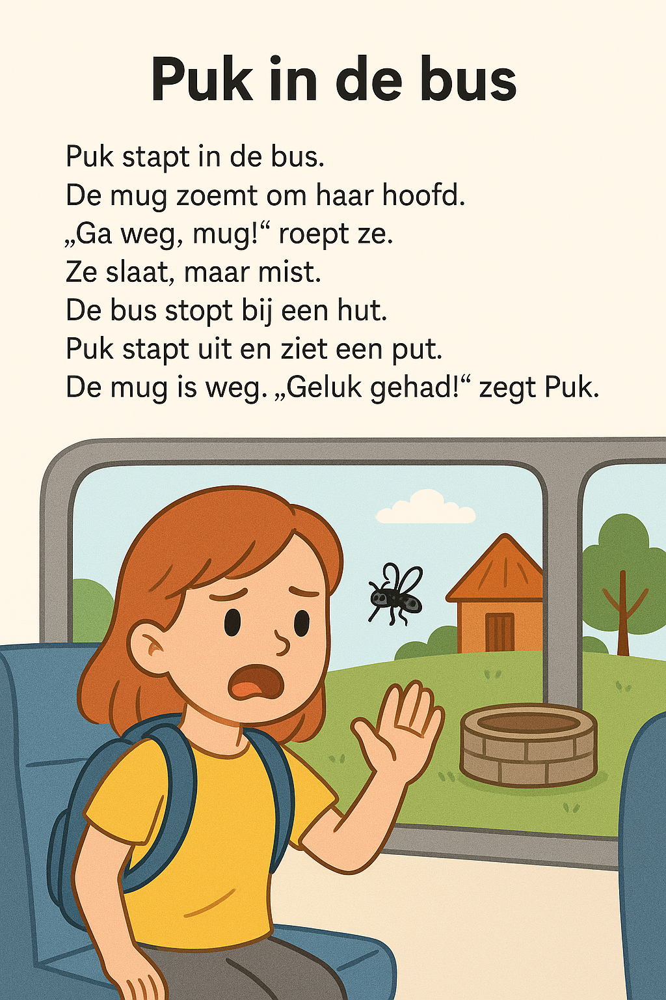 Puk in de bus
Puk stapt in de bus.
De mug zoemt om haar hoofd.
„Ga weg, mug!“ roept ze.
Ze slaat, maar mist.
De bus stopt bij een hut.
Puk stapt uit en ziet een put.
De mug is weg. „Geluk gehad!“ zegt Puk.